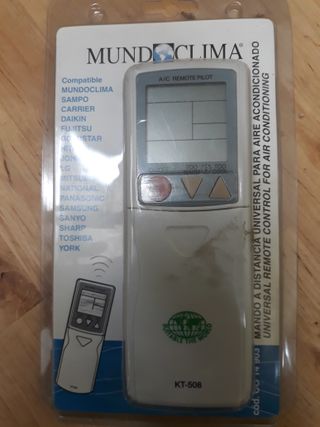 MUNDOCLIMA
Compatible
MUNDOCLIMA
SAMPO
CARRIER
DAIKIN
FUJITSU
LG
NATIONAL
PANASONIC
SAMSUNG
SANYO
SHARP
TOSHIBA
YORK
A/C REMOTE PILOT
KT-508
MANDO A DISTANCIA UNIVERSAL PARA AIRE ACONDICIONADO
UNIVERSAL REMOTE CONTROL FOR AIR CONDITIONING